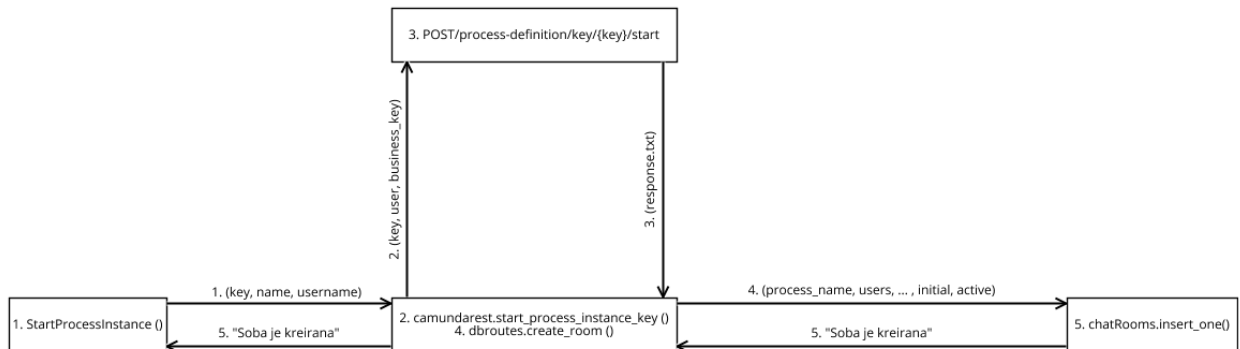 3. POST/process-definition/key/{key}/start
2. (key, user, business_key)
3. (response.txt)
1. (key, name, username)
4. (process_name, users, ... , initial, active)
1. StartProcessInstance ()
2. camundarest.start_process_instance_key ()
4. dbroutes.create_room ()
5. chatRooms.insert_one()
5. "Soba je kreirana"
5. "Soba je kreirana"